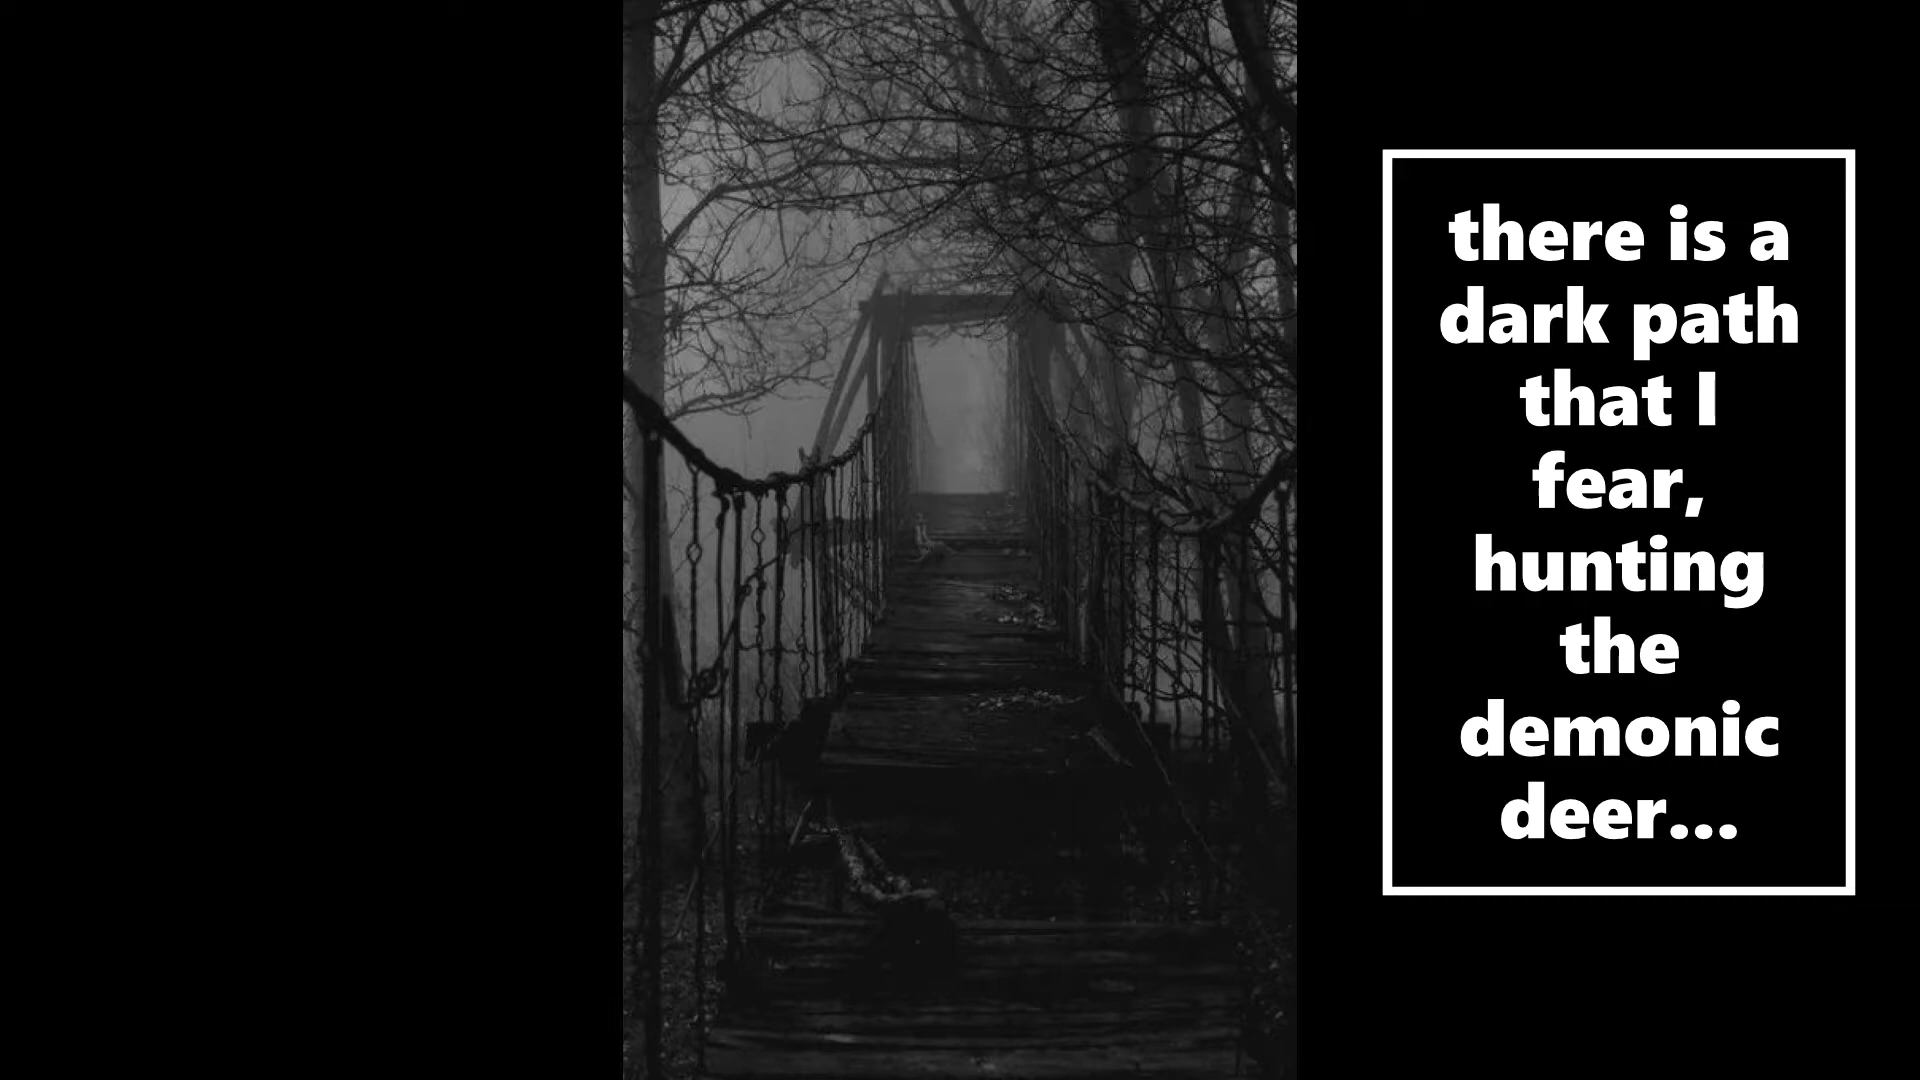 there is a
dark path
that I
fear,
hunting
the
demonic
deer...